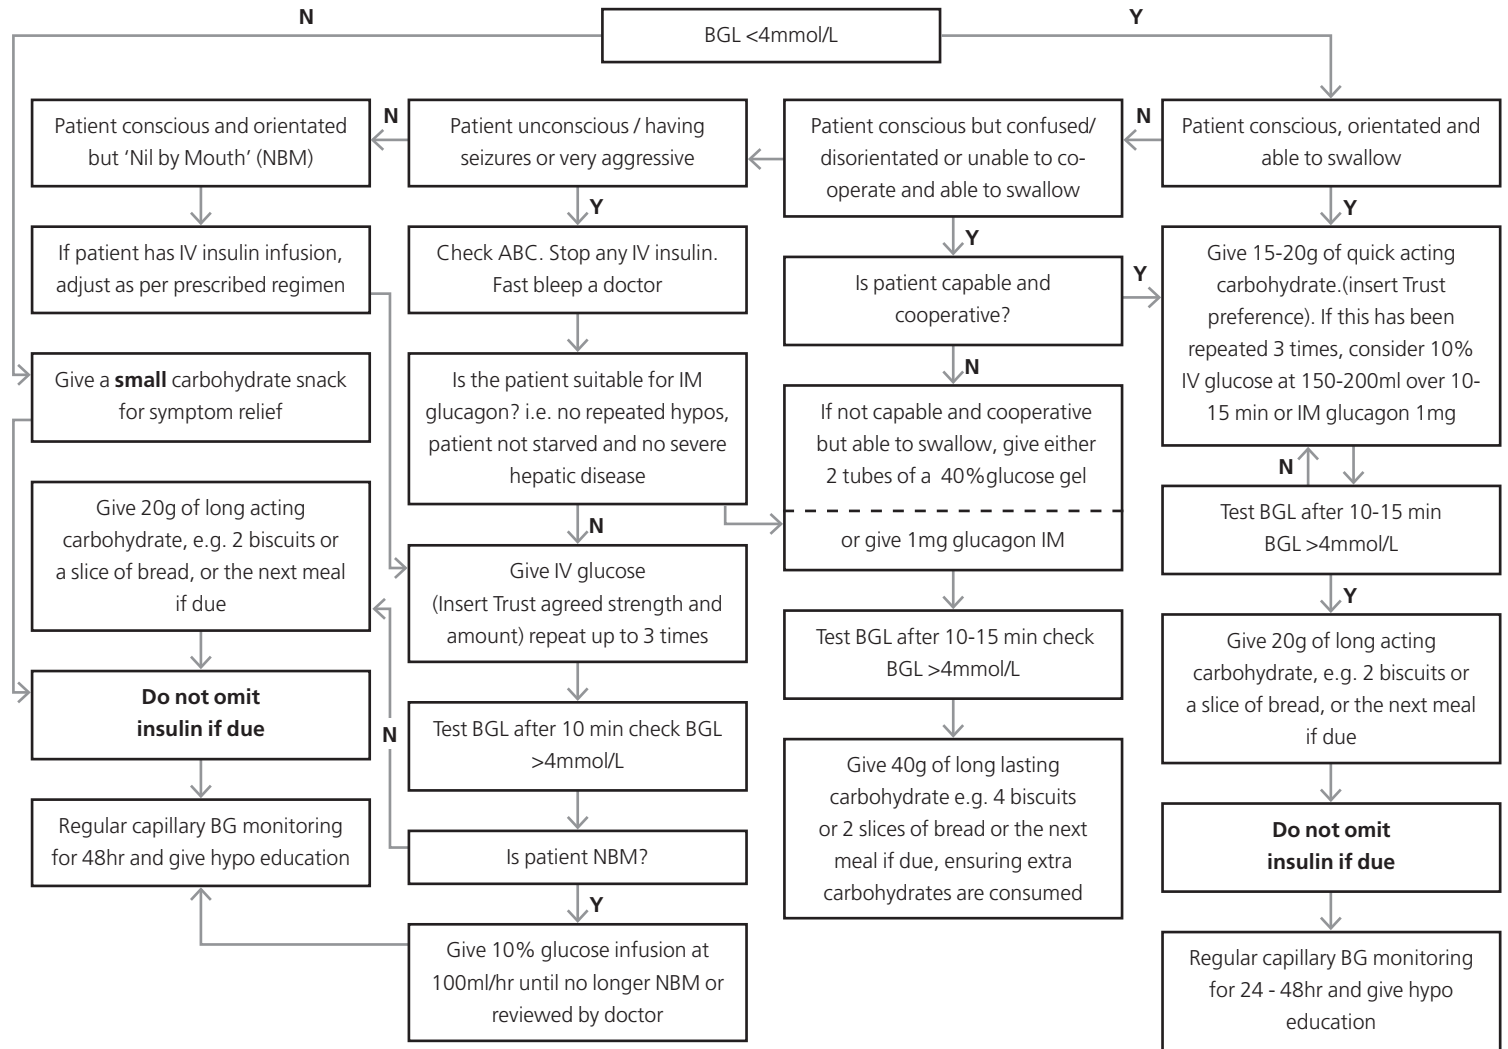 N
BGL <4mmol/L
Y
Patient conscious and orientated
but ‘Nil by Mouth’ (NBM)
N
Patient unconscious / having
seizures or very aggressive
Patient conscious but confused/
disorientated or unable to co-
operate and able to swallow
N
Patient conscious, orientated and
able to swallow
If patient has IV insulin infusion,
adjust as per prescribed regimen
Y
Check ABC. Stop any IV insulin.
Fast bleep a doctor
Y
Is patient capable and
cooperative?
Y
Y
Give 15-20g of quick acting
carbohydrate.(insert Trust
preference). If this has been
repeated 3 times, consider 10%
IV glucose at 150-200ml over 10-
15 min or IM glucagon 1mg
Give a small carbohydrate snack
for symptom relief
Is the patient suitable for IM
glucagon? i.e. no repeated hypos,
patient not starved and no severe
hepatic disease
N
If not capable and cooperative
but able to swallow, give either
2 tubes of a 40%glucose gel
or give 1mg glucagon IM
N
Test BGL after 10-15 min
BGL >4mmol/L
Give 20g of long acting
carbohydrate, e.g. 2 biscuits or
a slice of bread, or the next meal
if due
N
Give IV glucose
(Insert Trust agreed strength and
amount) repeat up to 3 times
Test BGL after 10-15 min check
BGL >4mmol/L
Y
Give 20g of long acting
carbohydrate, e.g. 2 biscuits or
a slice of bread, or the next meal
if due
Do not omit
insulin if due
N
Test BGL after 10 min check BGL
>4mmol/L
Give 40g of long lasting
carbohydrate e.g. 4 biscuits
or 2 slices of bread or the next
meal if due, ensuring extra
carbohydrates are consumed
Do not omit
insulin if due
Regular capillary BG monitoring
for 48hr and give hypo education
Is patient NBM?
Y
Give 10% glucose infusion at
100ml/hr until no longer NBM or
reviewed by doctor
Regular capillary BG monitoring
for 24 - 48hr and give hypo
education